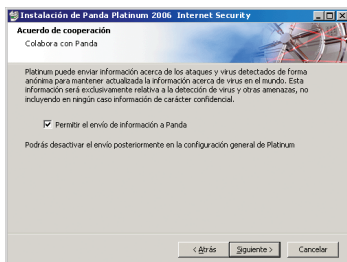 Instalación de Panda Platinum 2006 Internet Security
Acuerdo de cooperación
Colabora con Panda
Platinum puede enviar información acerca de los ataques y virus detectados de forma
anónima para mantener actualizada la información acerca de virus en el mundo. Esta
información será exclusivamente relativa a la detección de virus y otras amenazas, no
incluyendo en ningún caso información de carácter confidencial.
Permitir el envío de información a Panda
Podrás desactivar el envío posteriormente en la configuración general de Platinum
< Atrás Siguiente > Cancelar